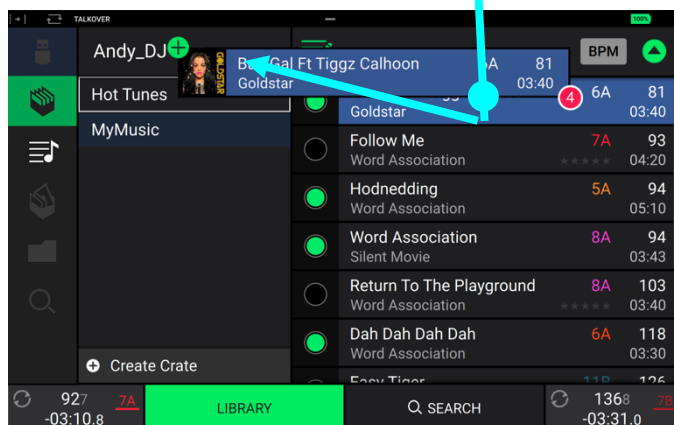 TALKOVER
100%
Andy_DJ
BPM
Gal Ft Tiggz Calhoon 81
Goldstar 03:40
GOLDSTAR
Hot Tunes
4 6A 81
Goldstar 03:40
MyMusic
Follow Me 7A 93
Word Association 04:20
Hodnedding 5A 94
Word Association 05:10
Word Association 8A 94
Silent Movie 03:43
Return To The Playground 8A 103
Word Association 03:40
Dah Dah Dah Dah 6A 118
Word Association 03:30
Create Crate
Easy Tiger 11B 126
927 7A
-03:10.8
LIBRARY
SEARCH
1368 7B
-03:31.0